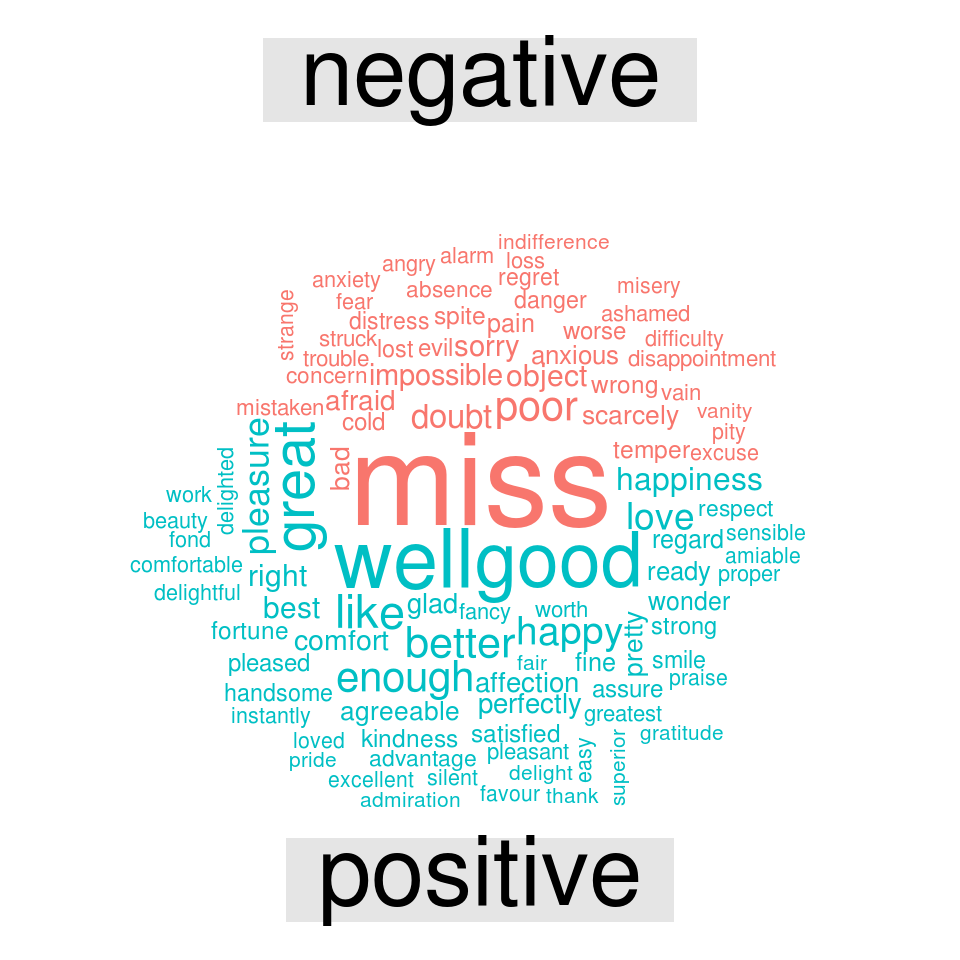 negative
indifference
angry alarm loss
anxiety absence regret misery
strange fear danger ashamed
distress spite pain worse difficulty
struck lost evil sorry anxious disappointment
trouble
concern impossible object wrong vain
mistaken afraid doubt poor scarcely vanity
cold pity
bad miss temper excuse
pleasure great happiness
work delighted love respect
beauty regard sensible
fond wellgood amiable
comfortable right ready proper
delightful best like glad fancy worth wonder
fortune comfort better happy pretty strong
pleased enough affection fair fine smile
handsome perfectly assure praise
instantly agreeable greatest
loved kindness satisfied gratitude
pride advantage pleasant easy superior
excellent silent delight
admiration favour thank
positive